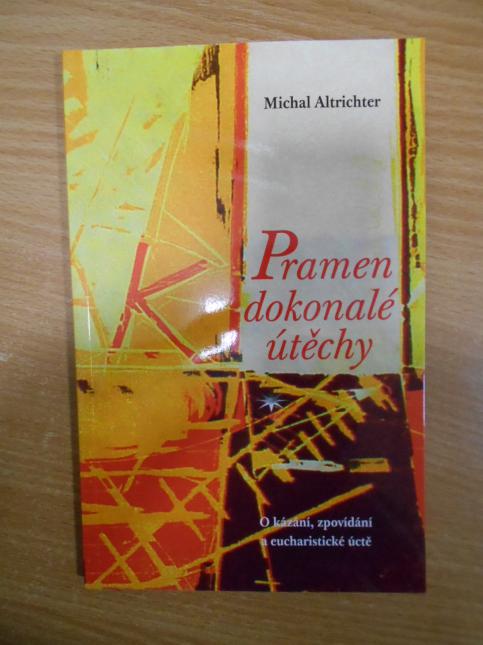 Michal Altrichter
Pramen
dokonalé
útěchy
O kázání, zpovídání
a eucharistické úctě